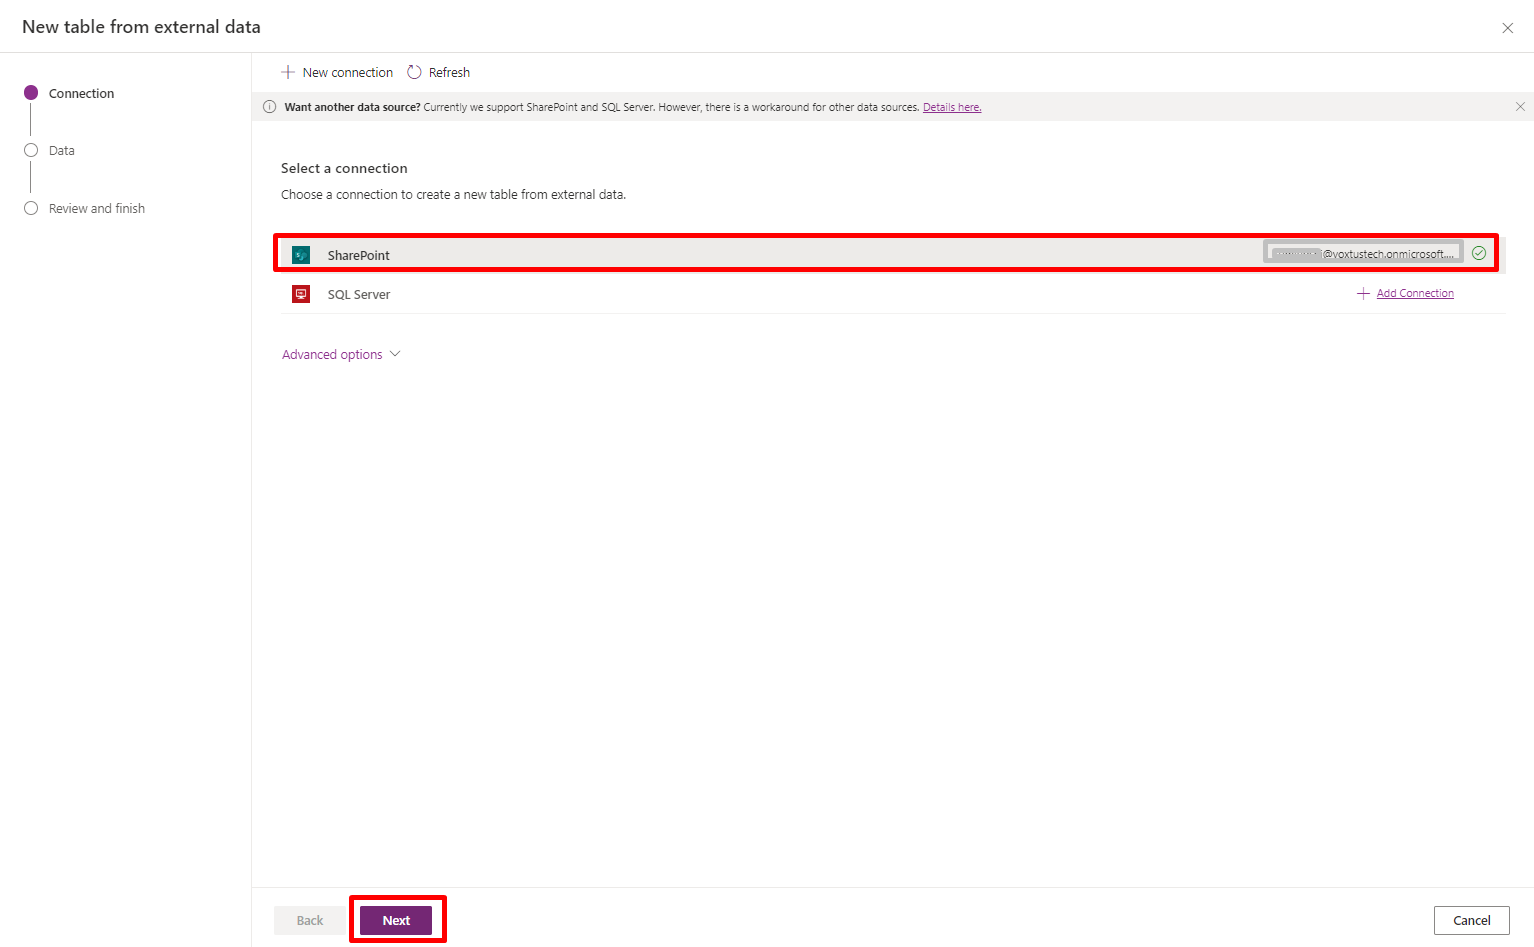 New table from external data
Connection
Data
Review and finish
New connection Refresh
Want another data source? Currently we support SharePoint and SQL Server. However, there is a workaround for other data sources. Details here.
Select a connection
Choose a connection to create a new table from external data.
SharePoint @voxtustech.onmicrosoft....
SQL Server Add Connection
Advanced options
Back Next Cancel